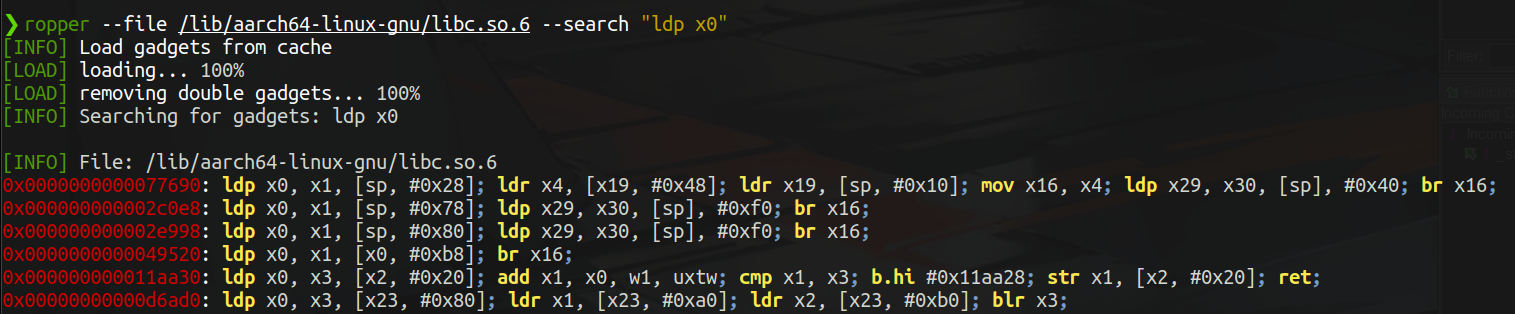 ❯ ropper --file /lib/aarch64-linux-gnu/libc.so.6 --search "ldp x0"
[INFO] Load gadgets from cache
[LOAD] loading... 100%
[LOAD] removing double gadgets... 100%
[INFO] Searching for gadgets: ldp x0
[INFO] File: /lib/aarch64-linux-gnu/libc.so.6
0x0000000000077690: ldp x0, x1, [sp, #0x28]; ldr x4, [x19, #0x48]; ldr x19, [sp, #0x10]; mov x16, x4; ldp x29, x30, [sp], #0x40; br x16;
0x000000000002c0e8: ldp x0, x1, [sp, #0x78]; ldp x29, x30, [sp], #0xf0; br x16;
0x000000000002e998: ldp x0, x1, [sp, #0x80]; ldp x29, x30, [sp], #0xf0; br x16;
0x0000000000049520: ldp x0, x1, [x0, #0xb8]; br x16;
0x000000000011aa30: ldp x0, x3, [x2, #0x20]; add x1, x0, w1, uxtw; cmp x1, x3; b.hi #0x11aa28; str x1, [x2, #0x20]; ret;
0x00000000000d6ad0: ldp x0, x3, [x23, #0x80]; ldr x1, [x23, #0xa0]; ldr x2, [x23, #0xb0]; blr x3;
Filter:
Incoming